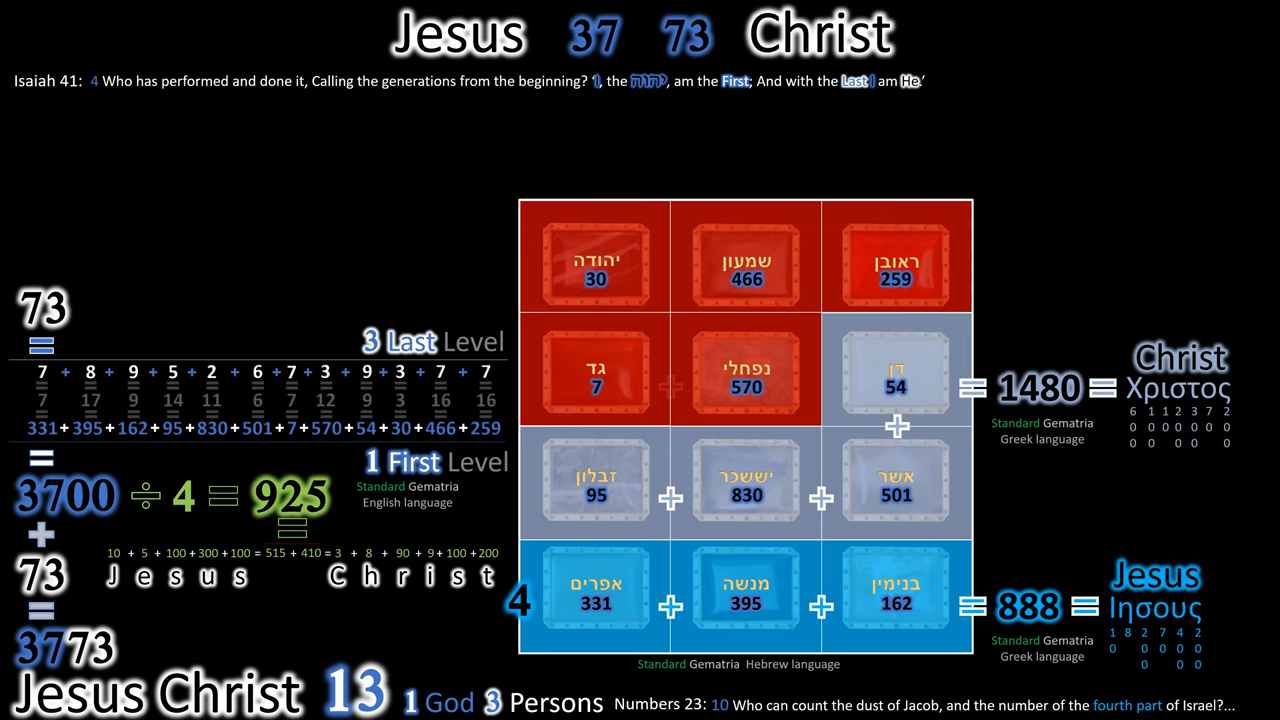 Jesus 37 73 Christ
Isaiah 41: 4 Who has performed and done it, Calling the generations from the beginning? 'I, the יהוה, am the First; And with the Last I am He.'
יהודה שמעון ראובן
30 466 259
73
=
3 Last Level
7 + 8 + 9 + 5 + 2 + 6 + 7 + 3 + 9 + 3 + 7 + 7
7 17 9 14 11 6 7 12 9 3 16 16
331 + 395 + 162 + 95 + 830 + 501 + 7 + 570 + 54 + 30 + 466 + 259
גד + נפתלי דן
7 570 54
+
= 1480 =
Christ
Χριστος
6 1 1 2 3 7 2
0 0 0 0 0 0
0 0 0 0
Standard Gematria
Greek language
=
1 First Level
3700 ÷ 4 = 925
Standard Gematria
English language
=
זבלון יששכר אשר
95 + 830 + 501
+
10 + 5 + 100 + 300 + 100 = 515 + 410 = 3 + 8 + 90 + 9 + 100 + 200
73 Jesus Christ
=
3773
4
אפרים מנשה בנימין
331 + 395 + 162
= 888 =
Jesus
Ιησους
1 8 2 7 4 2
0 0 0 0 0
0 0 0
Standard Gematria
Greek language
Standard Gematria Hebrew language
Jesus Christ 13 1 God 3 Persons
Numbers 23: 10 Who can count the dust of Jacob, and the number of the fourth part of Israel?...